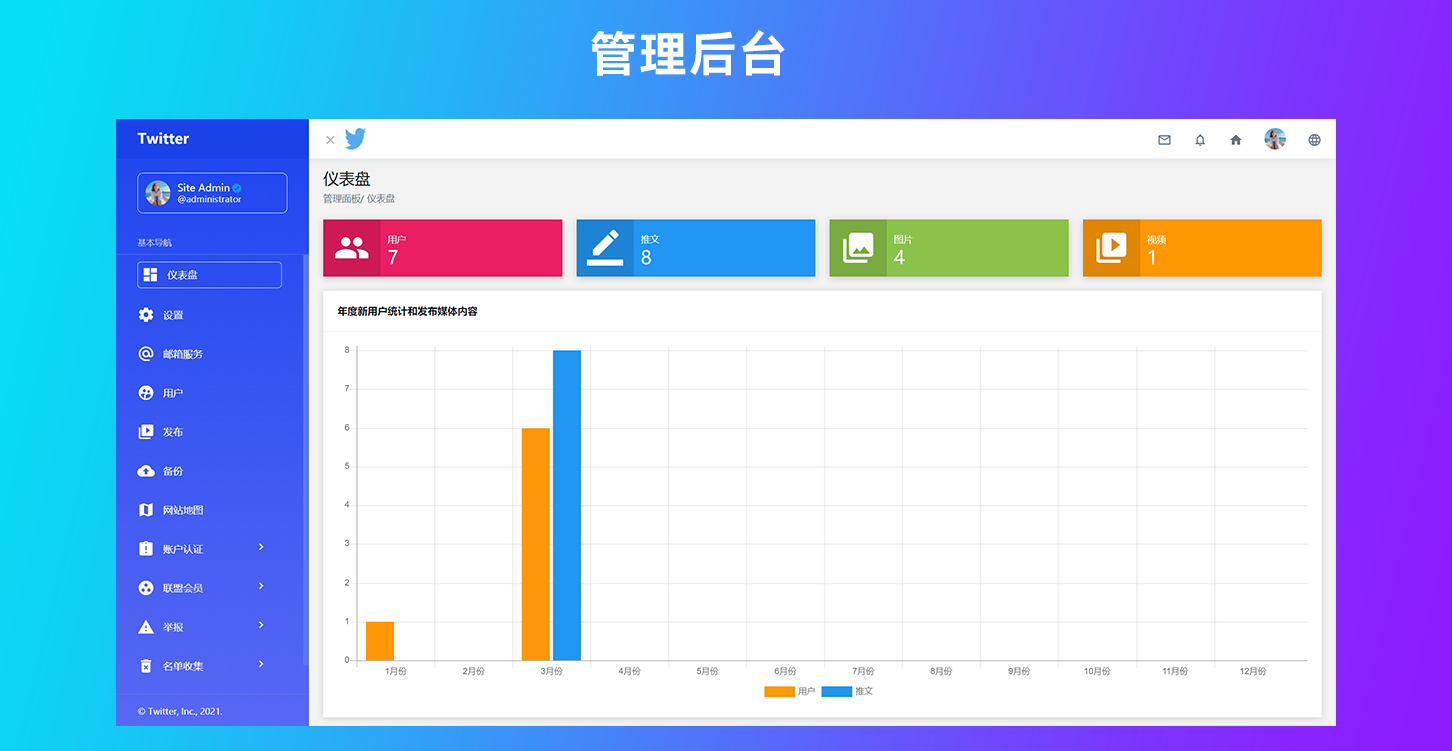 管理后台
Twitter
Site Admin
@administrator
基本导航
仪表盘
设置
邮箱服务
用户
发布
备份
网站地图
账户认证
联盟会员
举报
名单收集
© Twitter, Inc., 2021.
仪表盘
管理面板/ 仪表盘
用户
7
推文
8
图片
4
视频
1
年度新用户统计和发布媒体内容
8
7
6
5
4
3
2
1
0
1月份 2月份 3月份 4月份 5月份 6月份 7月份 8月份 9月份 10月份 11月份 12月份
用户 推文